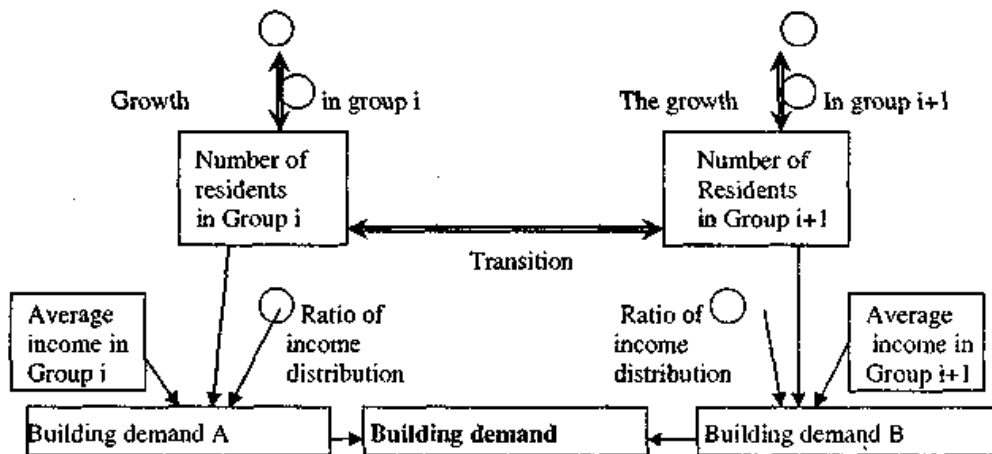 Growth
in group i
The growth
In group i+1
Number of
residents
in Group i
Number of
Residents
in Group i+1
Transition
Average
income in
Group i
Ratio of
income
distribution
Ratio of
income
distribution
Average
income in
Group i+1
Building demand A
Building demand
Building demand B